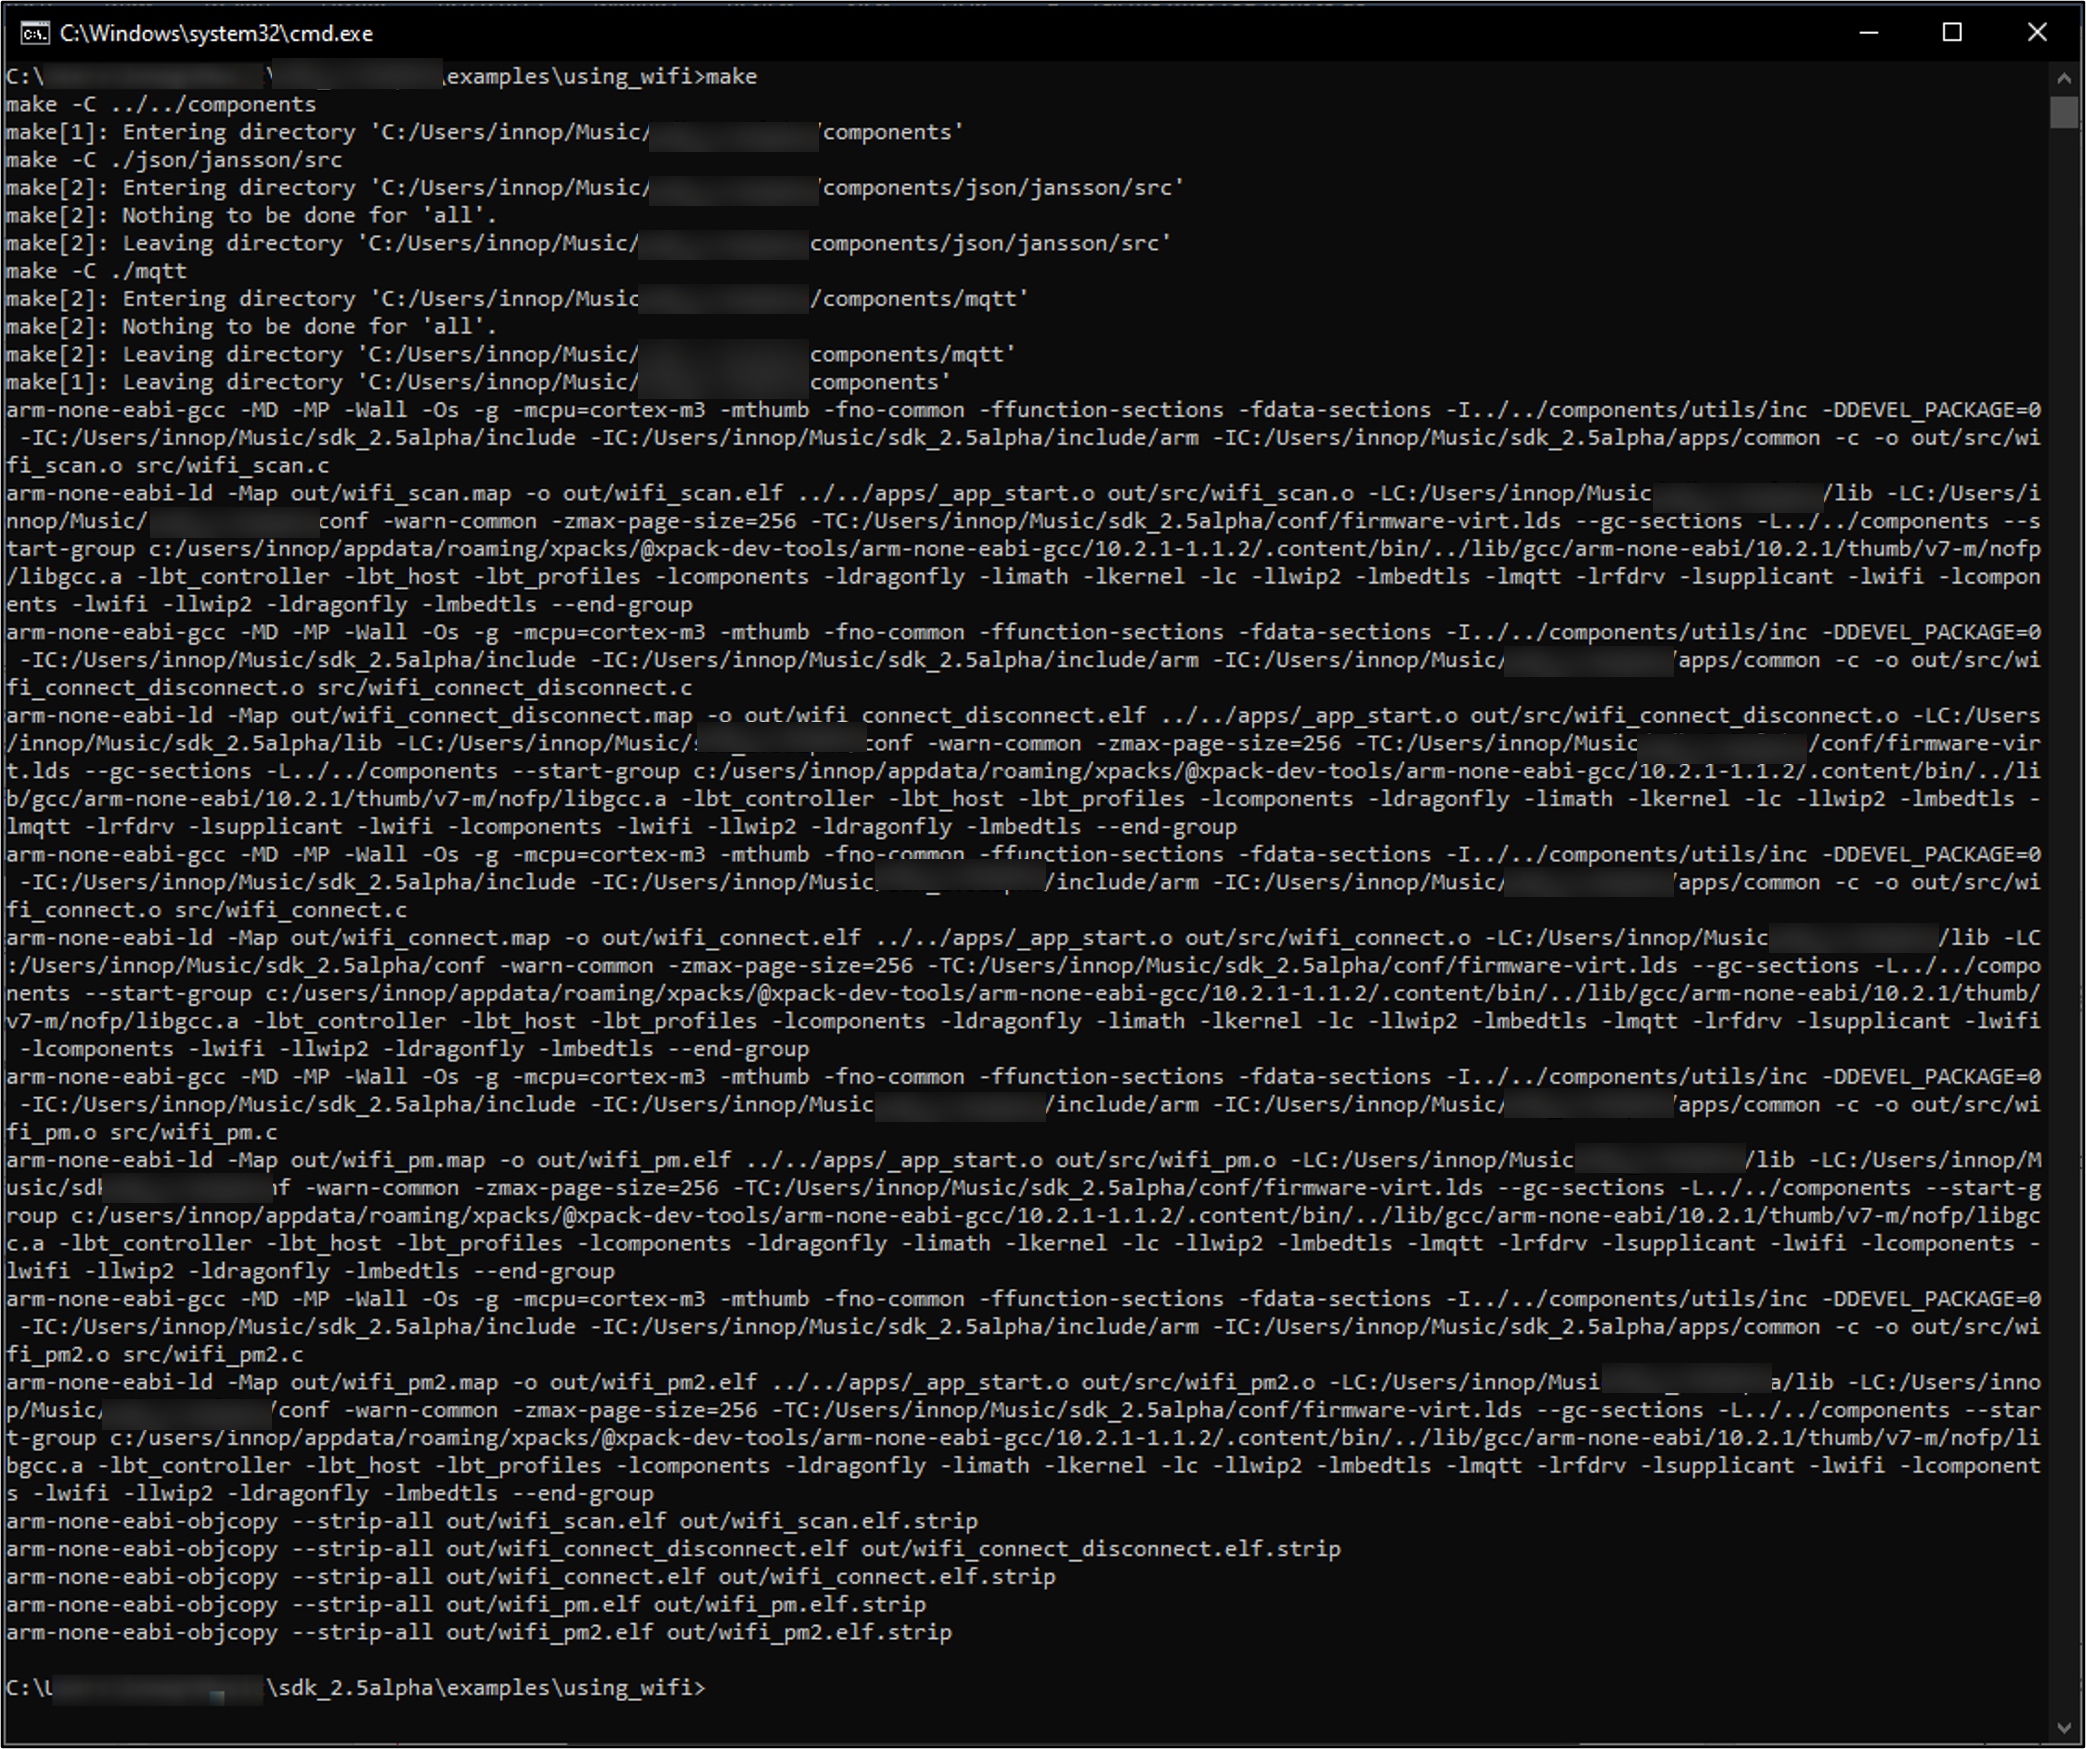 C:\Windows\system32\cmd.exe
C:\ \ \examples\using_wifi>make
make -C ../../components
make[1]: Entering directory 'C:/Users/innop/Music/ /components'
make -C ./json/jansson/src
make[2]: Entering directory 'C:/Users/innop/Music/ /components/json/jansson/src'
make[2]: Nothing to be done for 'all'.
make[2]: Leaving directory 'C:/Users/innop/Music/ components/json/jansson/src'
make -C ./mqtt
make[2]: Entering directory 'C:/Users/innop/Music /components/mqtt'
make[2]: Nothing to be done for 'all'.
make[2]: Leaving directory 'C:/Users/innop/Music/ components/mqtt'
make[1]: Leaving directory 'C:/Users/innop/Music/ components'
arm-none-eabi-gcc -MD -MP -Wall -Os -g -mcpu=cortex-m3 -mthumb -fno-common -ffunction-sections -fdata-sections -I../../components/utils/inc -DDEVEL_PACKAGE=0
-IC:/Users/innop/Music/sdk_2.5alpha/include -IC:/Users/innop/Music/sdk_2.5alpha/include/arm -IC:/Users/innop/Music/sdk_2.5alpha/apps/common -c -o out/src/wi
fi_scan.o src/wifi_scan.c
arm-none-eabi-ld -Map out/wifi_scan.map -o out/wifi_scan.elf ../../apps/_app_start.o out/src/wifi_scan.o -LC:/Users/innop/Music /lib -LC:/Users/i
nnop/Music/ conf -warn-common -zmax-page-size=256 -TC:/Users/innop/Music/sdk_2.5alpha/conf/firmware-virt.lds --gc-sections -L../../components --s
tart-group c:/users/innop/appdata/roaming/xpacks/@xpack-dev-tools/arm-none-eabi-gcc/10.2.1-1.1.2/.content/bin/../lib/gcc/arm-none-eabi/10.2.1/thumb/v7-m/nofp
/libgcc.a -lbt_controller -lbt_host -lbt_profiles -lcomponents -ldragonfly -limath -lkernel -lc -llwip2 -lmbedtls -lmqtt -lrfdrv -lsupplicant -lwifi -lcompon
ents -lwifi -llwip2 -ldragonfly -lmbedtls --end-group
arm-none-eabi-gcc -MD -MP -Wall -Os -g -mcpu=cortex-m3 -mthumb -fno-common -ffunction-sections -fdata-sections -I../../components/utils/inc -DDEVEL_PACKAGE=0
-IC:/Users/innop/Music/sdk_2.5alpha/include -IC:/Users/innop/Music/sdk_2.5alpha/include/arm -IC:/Users/innop/Music/ apps/common -c -o out/src/wi
fi_connect_disconnect.o src/wifi_connect_disconnect.c
arm-none-eabi-ld -Map out/wifi_connect_disconnect.map -o out/wifi_connect_disconnect.elf ../../apps/_app_start.o out/src/wifi_connect_disconnect.o -LC:/Users
/innop/Music/sdk_2.5alpha/lib -LC:/Users/innop/Music/ conf -warn-common -zmax-page-size=256 -TC:/Users/innop/Music /conf/firmware-vir
t.lds --gc-sections -L../../components --start-group c:/users/innop/appdata/roaming/xpacks/@xpack-dev-tools/arm-none-eabi-gcc/10.2.1-1.1.2/.content/bin/../li
b/gcc/arm-none-eabi/10.2.1/thumb/v7-m/nofp/libgcc.a -lbt_controller -lbt_host -lbt_profiles -lcomponents -ldragonfly -limath -lkernel -lc -llwip2 -lmbedtls -
lmqtt -lrfdrv -lsupplicant -lwifi -lcomponents -lwifi -llwip2 -ldragonfly -lmbedtls --end-group
arm-none-eabi-gcc -MD -MP -Wall -Os -g -mcpu=cortex-m3 -mthumb -fno-common -ffunction-sections -fdata-sections -I../../components/utils/inc -DDEVEL_PACKAGE=0
-IC:/Users/innop/Music/sdk_2.5alpha/include -IC:/Users/innop/Music /include/arm -IC:/Users/innop/Music/ apps/common -c -o out/src/wi
fi_connect.o src/wifi_connect.c
arm-none-eabi-ld -Map out/wifi_connect.map -o out/wifi_connect.elf ../../apps/_app_start.o out/src/wifi_connect.o -LC:/Users/innop/Music /lib -LC
:/Users/innop/Music/sdk_2.5alpha/conf -warn-common -zmax-page-size=256 -TC:/Users/innop/Music/sdk_2.5alpha/conf/firmware-virt.lds --gc-sections -L../../compo
nents --start-group c:/users/innop/appdata/roaming/xpacks/@xpack-dev-tools/arm-none-eabi-gcc/10.2.1-1.1.2/.content/bin/../lib/gcc/arm-none-eabi/10.2.1/thumb/
v7-m/nofp/libgcc.a -lbt_controller -lbt_host -lbt_profiles -lcomponents -ldragonfly -limath -lkernel -lc -llwip2 -lmbedtls -lmqtt -lrfdrv -lsupplicant -lwifi
-lcomponents -lwifi -llwip2 -ldragonfly -lmbedtls --end-group
arm-none-eabi-gcc -MD -MP -Wall -Os -g -mcpu=cortex-m3 -mthumb -fno-common -ffunction-sections -fdata-sections -I../../components/utils/inc -DDEVEL_PACKAGE=0
-IC:/Users/innop/Music/sdk_2.5alpha/include -IC:/Users/innop/Music /include/arm -IC:/Users/innop/Music/ apps/common -c -o out/src/wi
fi_pm.o src/wifi_pm.c
arm-none-eabi-ld -Map out/wifi_pm.map -o out/wifi_pm.elf ../../apps/_app_start.o out/src/wifi_pm.o -LC:/Users/innop/Music /lib -LC:/Users/innop/M
usic/sdk nf -warn-common -zmax-page-size=256 -TC:/Users/innop/Music/sdk_2.5alpha/conf/firmware-virt.lds --gc-sections -L../../components --start-g
roup c:/users/innop/appdata/roaming/xpacks/@xpack-dev-tools/arm-none-eabi-gcc/10.2.1-1.1.2/.content/bin/../lib/gcc/arm-none-eabi/10.2.1/thumb/v7-m/nofp/libgc
c.a -lbt_controller -lbt_host -lbt_profiles -lcomponents -ldragonfly -limath -lkernel -lc -llwip2 -lmbedtls -lmqtt -lrfdrv -lsupplicant -lwifi -lcomponents -
lwifi -llwip2 -ldragonfly -lmbedtls --end-group
arm-none-eabi-gcc -MD -MP -Wall -Os -g -mcpu=cortex-m3 -mthumb -fno-common -ffunction-sections -fdata-sections -I../../components/utils/inc -DDEVEL_PACKAGE=0
-IC:/Users/innop/Music/sdk_2.5alpha/include -IC:/Users/innop/Music/sdk_2.5alpha/include/arm -IC:/Users/innop/Music/sdk_2.5alpha/apps/common -c -o out/src/wi
fi_pm2.o src/wifi_pm2.c
arm-none-eabi-ld -Map out/wifi_pm2.map -o out/wifi_pm2.elf ../../apps/_app_start.o out/src/wifi_pm2.o -LC:/Users/innop/Musi a/lib -LC:/Users/inno
p/Music/ /conf -warn-common -zmax-page-size=256 -TC:/Users/innop/Music/sdk_2.5alpha/conf/firmware-virt.lds --gc-sections -L../../components --star
t-group c:/users/innop/appdata/roaming/xpacks/@xpack-dev-tools/arm-none-eabi-gcc/10.2.1-1.1.2/.content/bin/../lib/gcc/arm-none-eabi/10.2.1/thumb/v7-m/nofp/li
bgcc.a -lbt_controller -lbt_host -lbt_profiles -lcomponents -ldragonfly -limath -lkernel -lc -llwip2 -lmbedtls -lmqtt -lrfdrv -lsupplicant -lwifi -lcomponent
s -lwifi -llwip2 -ldragonfly -lmbedtls --end-group
arm-none-eabi-objcopy --strip-all out/wifi_scan.elf out/wifi_scan.elf.strip
arm-none-eabi-objcopy --strip-all out/wifi_connect_disconnect.elf out/wifi_connect_disconnect.elf.strip
arm-none-eabi-objcopy --strip-all out/wifi_connect.elf out/wifi_connect.elf.strip
arm-none-eabi-objcopy --strip-all out/wifi_pm.elf out/wifi_pm.elf.strip
arm-none-eabi-objcopy --strip-all out/wifi_pm2.elf out/wifi_pm2.elf.strip
C:\ \sdk_2.5alpha\examples\using_wifi>